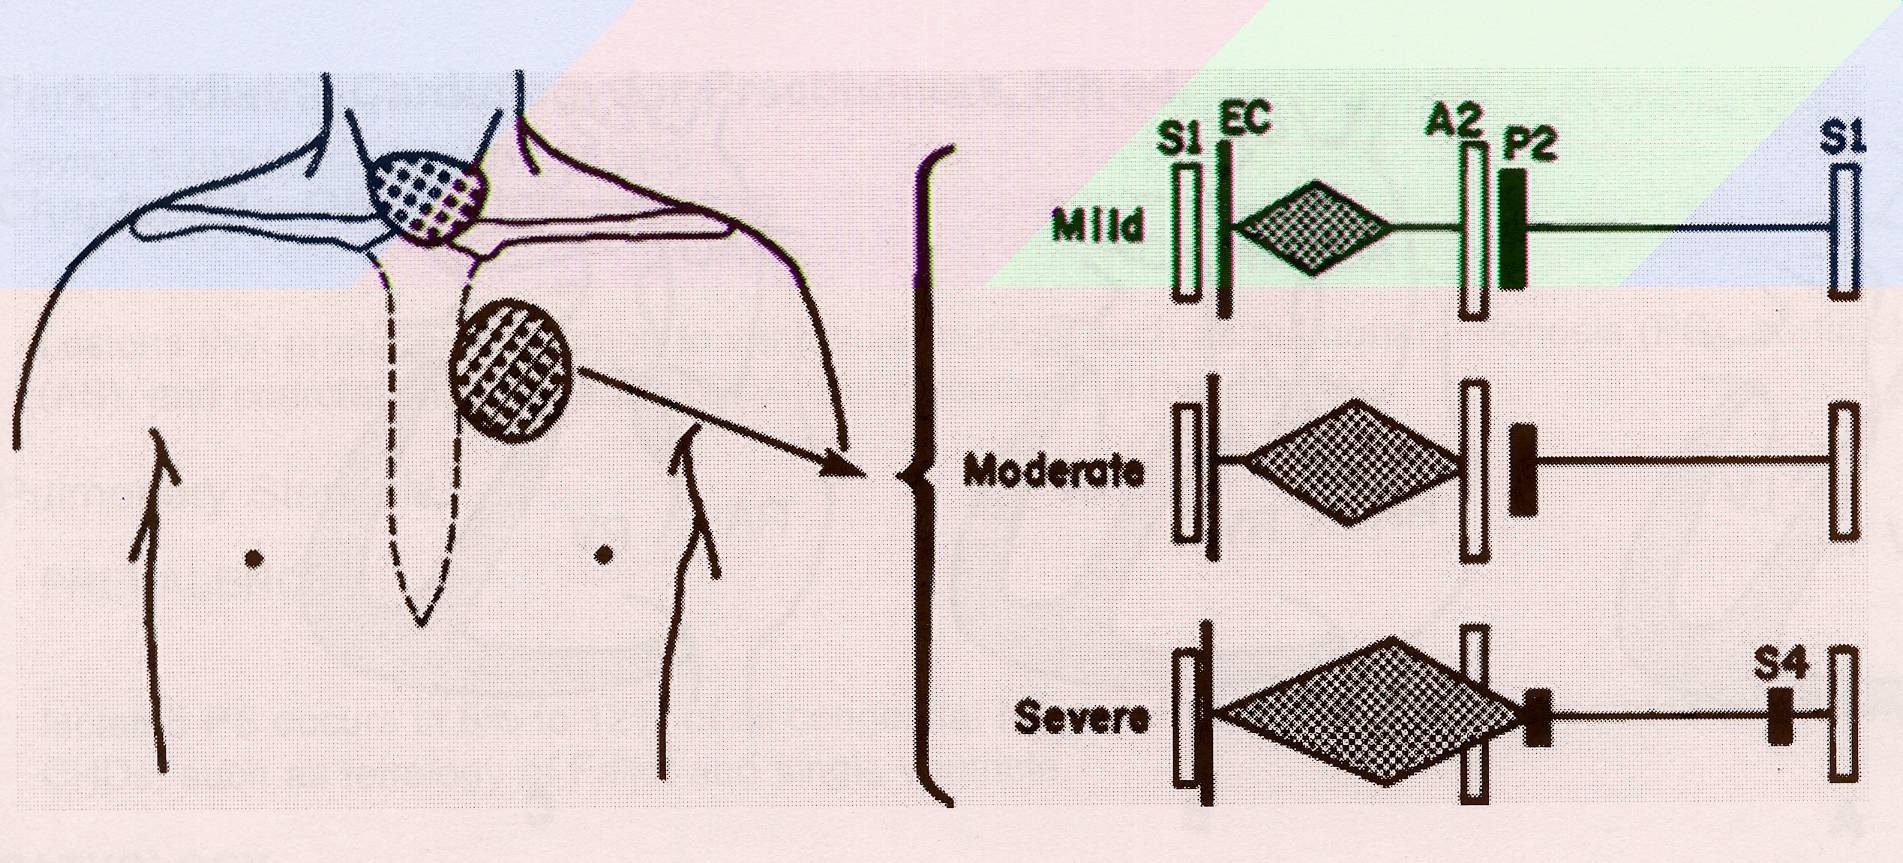 S1 EC A2 P2 S1
Mild
Moderate
S4
Severe